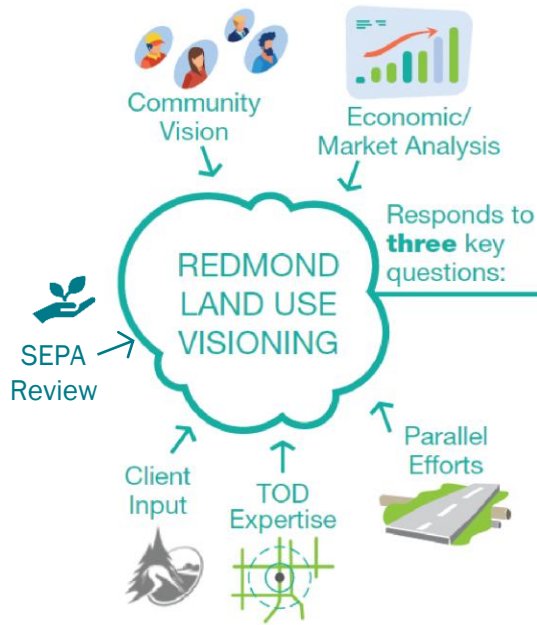 Community
Vision
Economic/
Market Analysis
Responds to
three key
questions:
REDMOND
LAND USE
VISIONING
SEPA
Review
Client
Input
TOD
Expertise
Parallel
Efforts